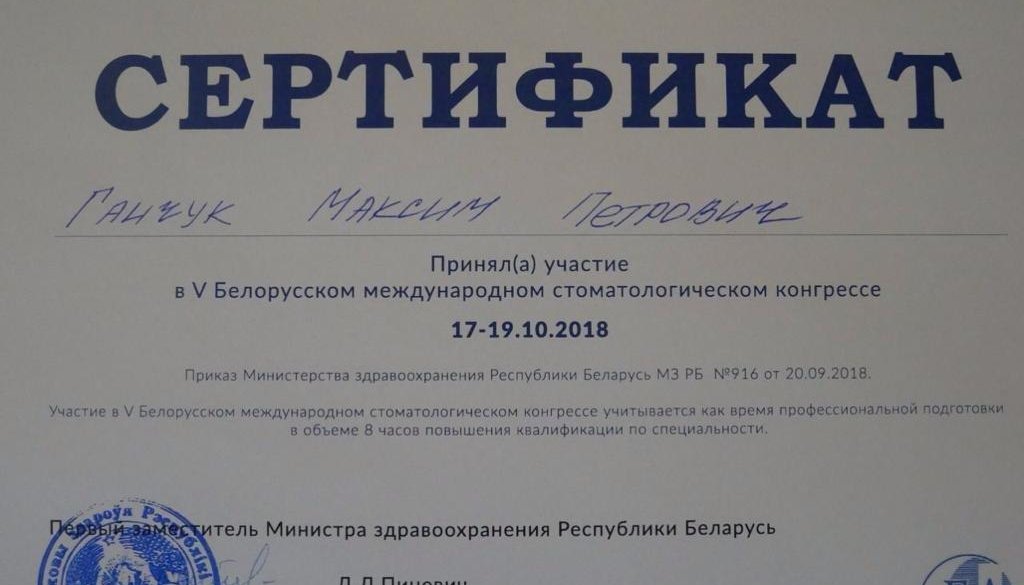 СЕРТИФИКАТ
Ганчук Максим Петрович
Принял(а) участие
в V Белорусском международном стоматологическом конгрессе
17-19.10.2018
Приказ Министерства здравоохранения Республики Беларусь МЗ РБ №916 от 20.09.2018.
Участие в V Белорусском международном стоматологическом конгрессе учитывается как время профессиональной подготовки
в объеме 8 часов повышения квалификации по специальности.
Первый заместитель Министра здравоохранения Республики Беларусь
Д.Л.Пиневич